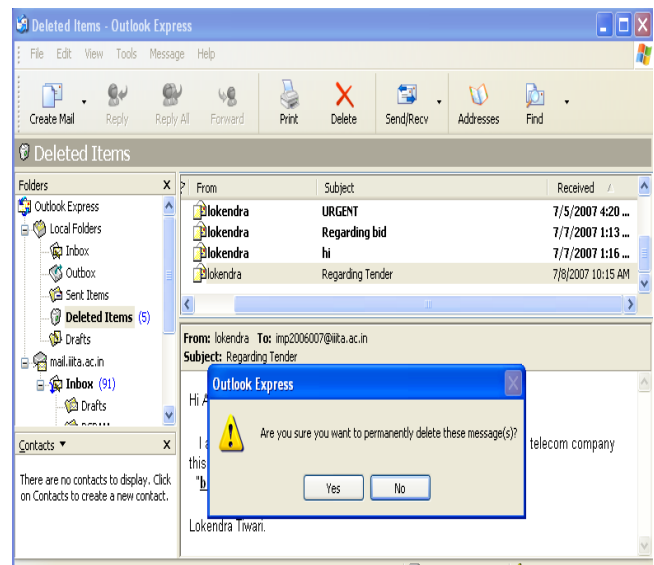 Deleted Items - Outlook Express
File Edit View Tools Message Help
Create Mail Reply Reply All Forward Print Delete Send/Recv Addresses Find
Deleted Items
Folders X
Outlook Express
Local Folders
Inbox
Outbox
Sent Items
Deleted Items (5)
Drafts
mail.iiita.ac.in
Inbox (91)
Drafts
Contacts X
There are no contacts to display. Click
on Contacts to create a new contact.
From Subject Received
lokendra URGENT 7/5/2007 4:20 ...
lokendra Regarding bid 7/7/2007 1:13 ...
lokendra hi 7/7/2007 1:16 ...
lokendra Regarding Tender 7/8/2007 10:15 AM
From: lokendra To: imp2006007@iiita.ac.in
Subject: Regarding Tender
Hi
telecom company
this
Lokendra Tiwari.
Outlook Express
Are you sure you want to permanently delete these message(s)?
Yes No